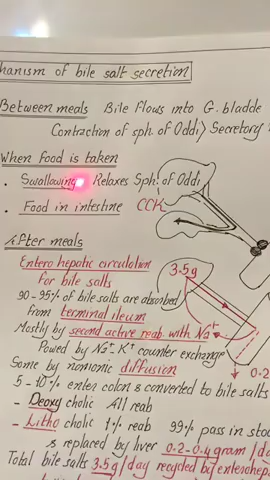 hanism of bile salt secretion
Between meals Bile Flows into G. bladde
Contraction of sph. of Oddi > Secretory
When Food is taken
• Swallowing Relaxes Sph. of Oddi
• Food in intestine CCK
After meals
Entero hepatic circulation
for bile salts
3.5g
90-95% of bile salts are absorbed
from terminal ileum
Mostly by second active reab. with Na+
Powed by Na+-K+ counter exchange
Some by nonionic diffusion
5-10% enter colon & converted to bile salts
↓ 0.2
- Deoxy cholic All reab
- Litho cholic 1% reab 99% pass in sto
& replaced by liver 0.2-0.4 gram/da
Total bile salts 3.5g/day recycled by enterohep